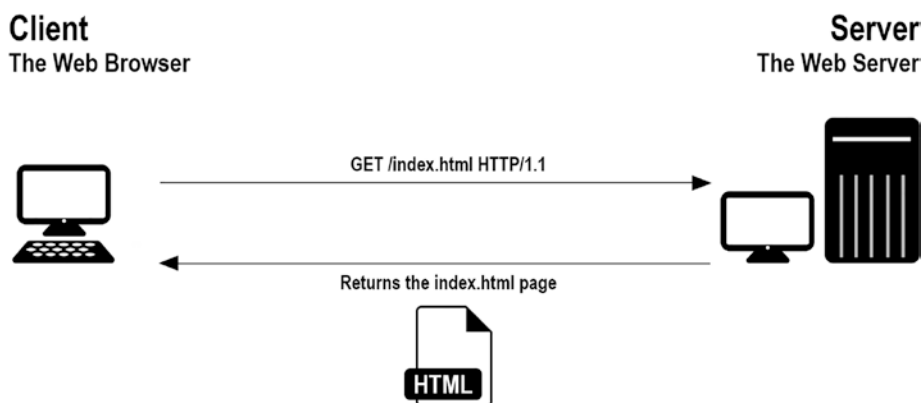 Client
The Web Browser
Server
The Web Server
GET /index.html HTTP/1.1
Returns the index.html page
HTML